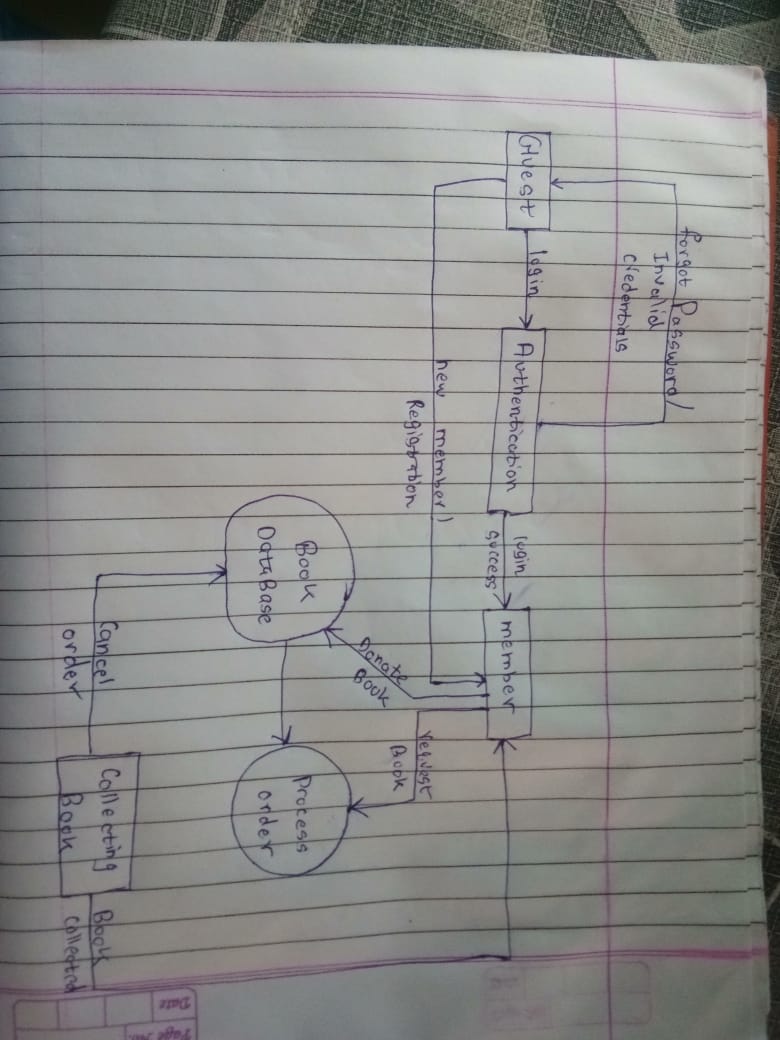 forgot Password/
Invalid
Credentials
Guest
login
Authentication
login
success
member
new member)
Registration
Donate
Book
request
Book
Book
DataBase
Process
order
Cancel
order
Collecting
Book
Book
collected
Date
Page No.